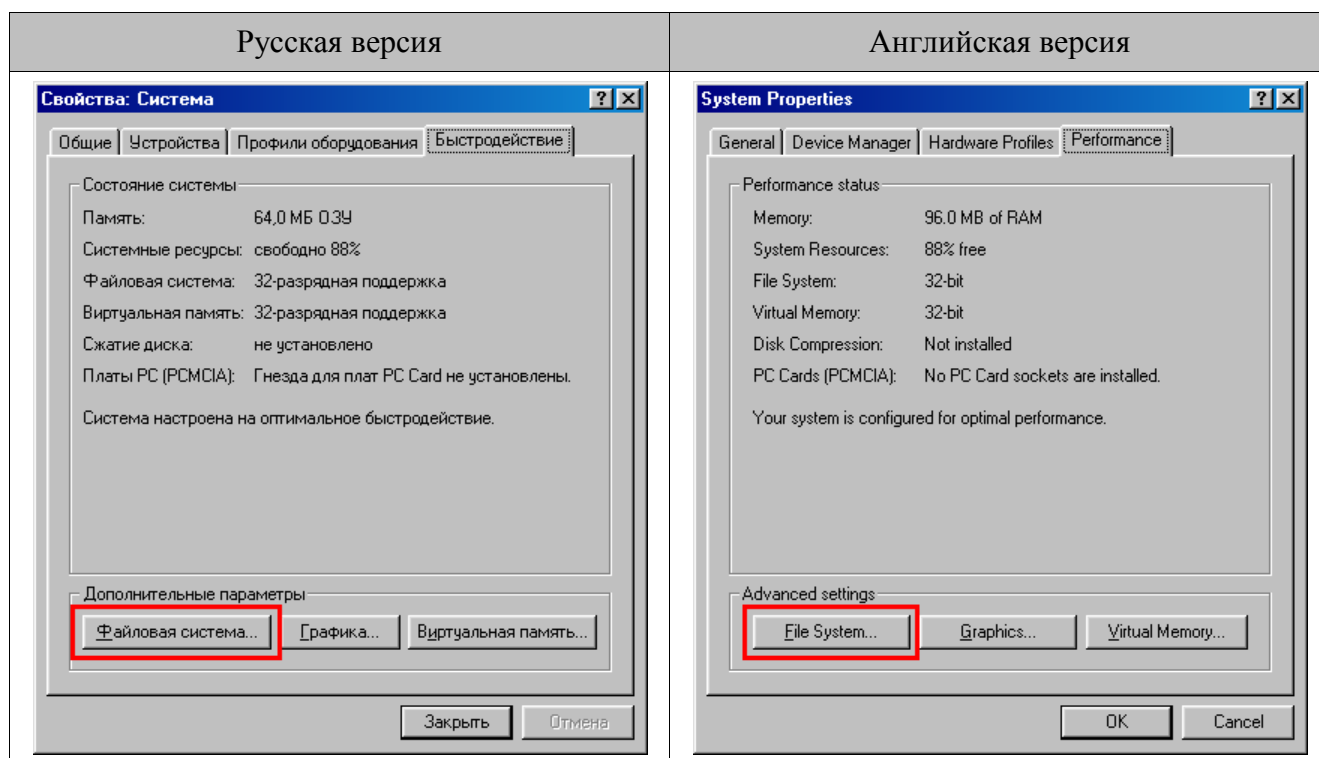 Русская версия
Английская версия
Свойства: Система
Общие Устройства Профили оборудования Быстродействие
Состояние системы
Память: 64,0 МБ ОЗУ
Системные ресурсы: свободно 88%
Файловая система: 32-разрядная поддержка
Виртуальная память: 32-разрядная поддержка
Сжатие диска: не установлено
Платы PC (PCMCIA): Гнезда для плат PC Card не установлены.
Система настроена на оптимальное быстродействие.
Дополнительные параметры
Файловая система... Графика... Виртуальная память...
Закрыть Отмена
System Properties
General Device Manager Hardware Profiles Performance
Performance status
Memory: 96.0 MB of RAM
System Resources: 88% free
File System: 32-bit
Virtual Memory: 32-bit
Disk Compression: Not installed
PC Cards (PCMCIA): No PC Card sockets are installed.
Your system is configured for optimal performance.
Advanced settings
File System... Graphics... Virtual Memory...
OK Cancel